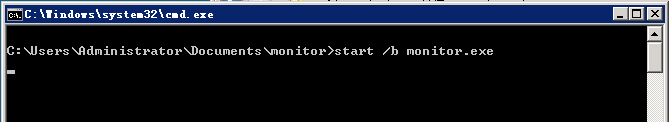 C:\Windows\system32\cmd.exe
C:\Users\Administrator\Documents\monitor>start /b monitor.exe